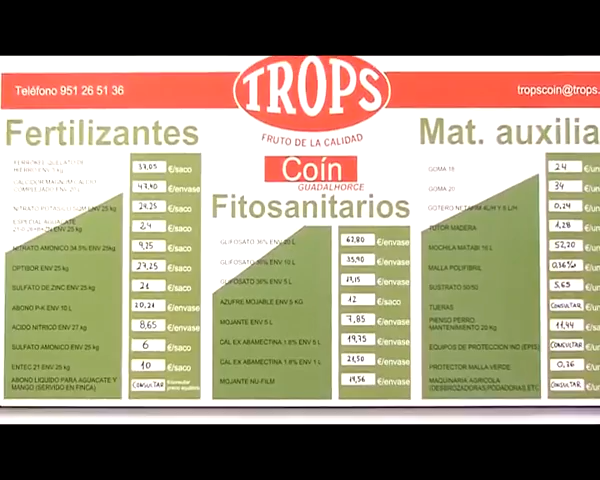 Teléfono 951 26 51 36
TROPS
tropscoin@trops.
FRUTO DE LA CALIDAD
Coín
GUADALHORCE
Fertilizantes
37,05 €/saco
47,90 €/envase
24,25 €/saco
24 €/saco
NITRATO AMONICO 34.5% ENV 25kg 9,25 €/saco
OPTIBOR ENV 25 kg 27,25 €/saco
SULFATO DE ZINC ENV 25 kg 21 €/saco
ABONO P-K ENV 10 L 20,21 €/envase
ACIDO NITRICO ENV 27 kg 8,65 €/envase
SULFATO AMONICO ENV 25 kg 6 €/saco
ENTEC 21 ENV 25 kg 10 €/saco
ABONO LIQUIDO PARA AGUACATE Y
MANGO (SERVIDO EN FINCA) CONSULTAR
Fitosanitarios
GLIFOSATO 36% ENV 20 L 62,80 €/envase
GLIFOSATO 36% ENV 10 L 35,90 €/envase
GLIFOSATO 36% ENV 5 L €/envase
AZUFRE MOJABLE ENV 5 KG 12 €/saco
MOJANTE ENV 5 L 7,85 €/envase
CAL EX ABAMECTINA 1.8% ENV 1 L 19,75 €/envase
CAL EX ABAMECTINA 1.8% ENV 1 L 21,50 €/envase
MOJANTE NU-FILM 19,56 €/envase
Mat. auxilia
GOMA 16 24
GOMA 20 34
0,24
TUTOR MADERA 1,28
MOCHILA MATABI 16 L 52,20
MALLA POLIFIBRIL
SUSTRATO 50/50 5,65
TIJERAS CONSULTAR
PIENSO PERRO
MANTENIMIENTO 20 kg 11,44
EQUIPOS DE PROTECCION IND (EPIS) CONSULTAR
PROTECTOR MALLA VERDE 0,26
MAQUINARIA AGRICOLA
(DESBROZADORAS/PODADORAS ETC CONSULTAR